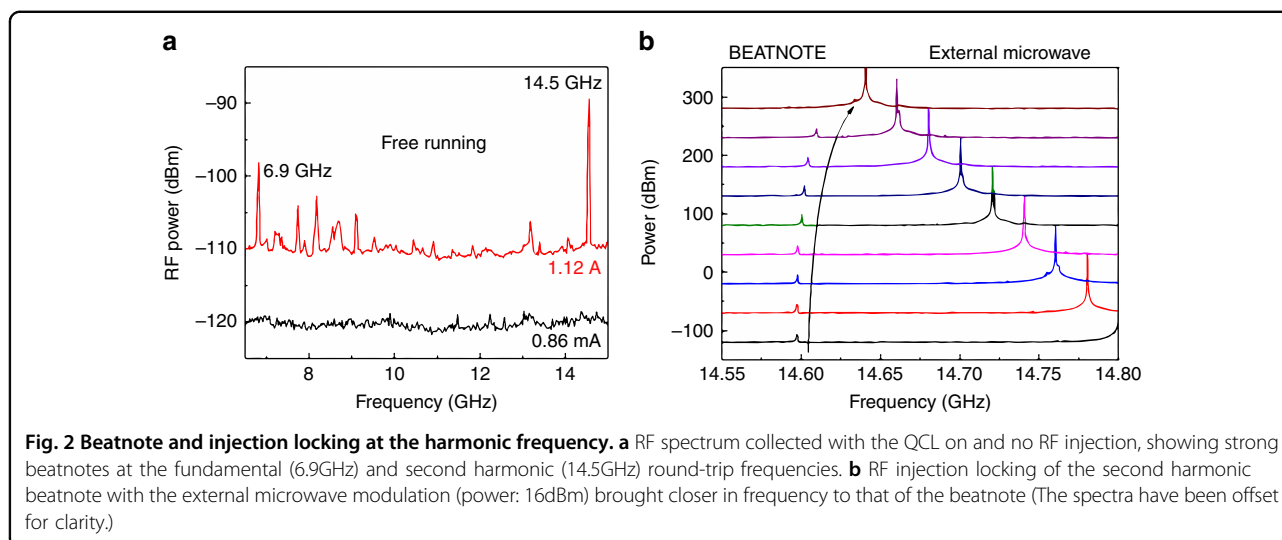 a
14.5 GHz
−90
Free running
6.9 GHz
−100
RF power (dBm)
−110
1.12 A
−120
0.86 mA
8 10 12 14
Frequency (GHz)
b
BEATNOTE External microwave
300
200
100
0
−100
Power (dBm)
14.55 14.60 14.65 14.70 14.75 14.80
Frequency (GHz)
Fig. 2 Beatnote and injection locking at the harmonic frequency. a RF spectrum collected with the QCL on and no RF injection, showing strong
beatnotes at the fundamental (6.9GHz) and second harmonic (14.5GHz) round-trip frequencies. b RF injection locking of the second harmonic
beatnote with the external microwave modulation (power: 16dBm) brought closer in frequency to that of the beatnote (The spectra have been offset
for clarity.)